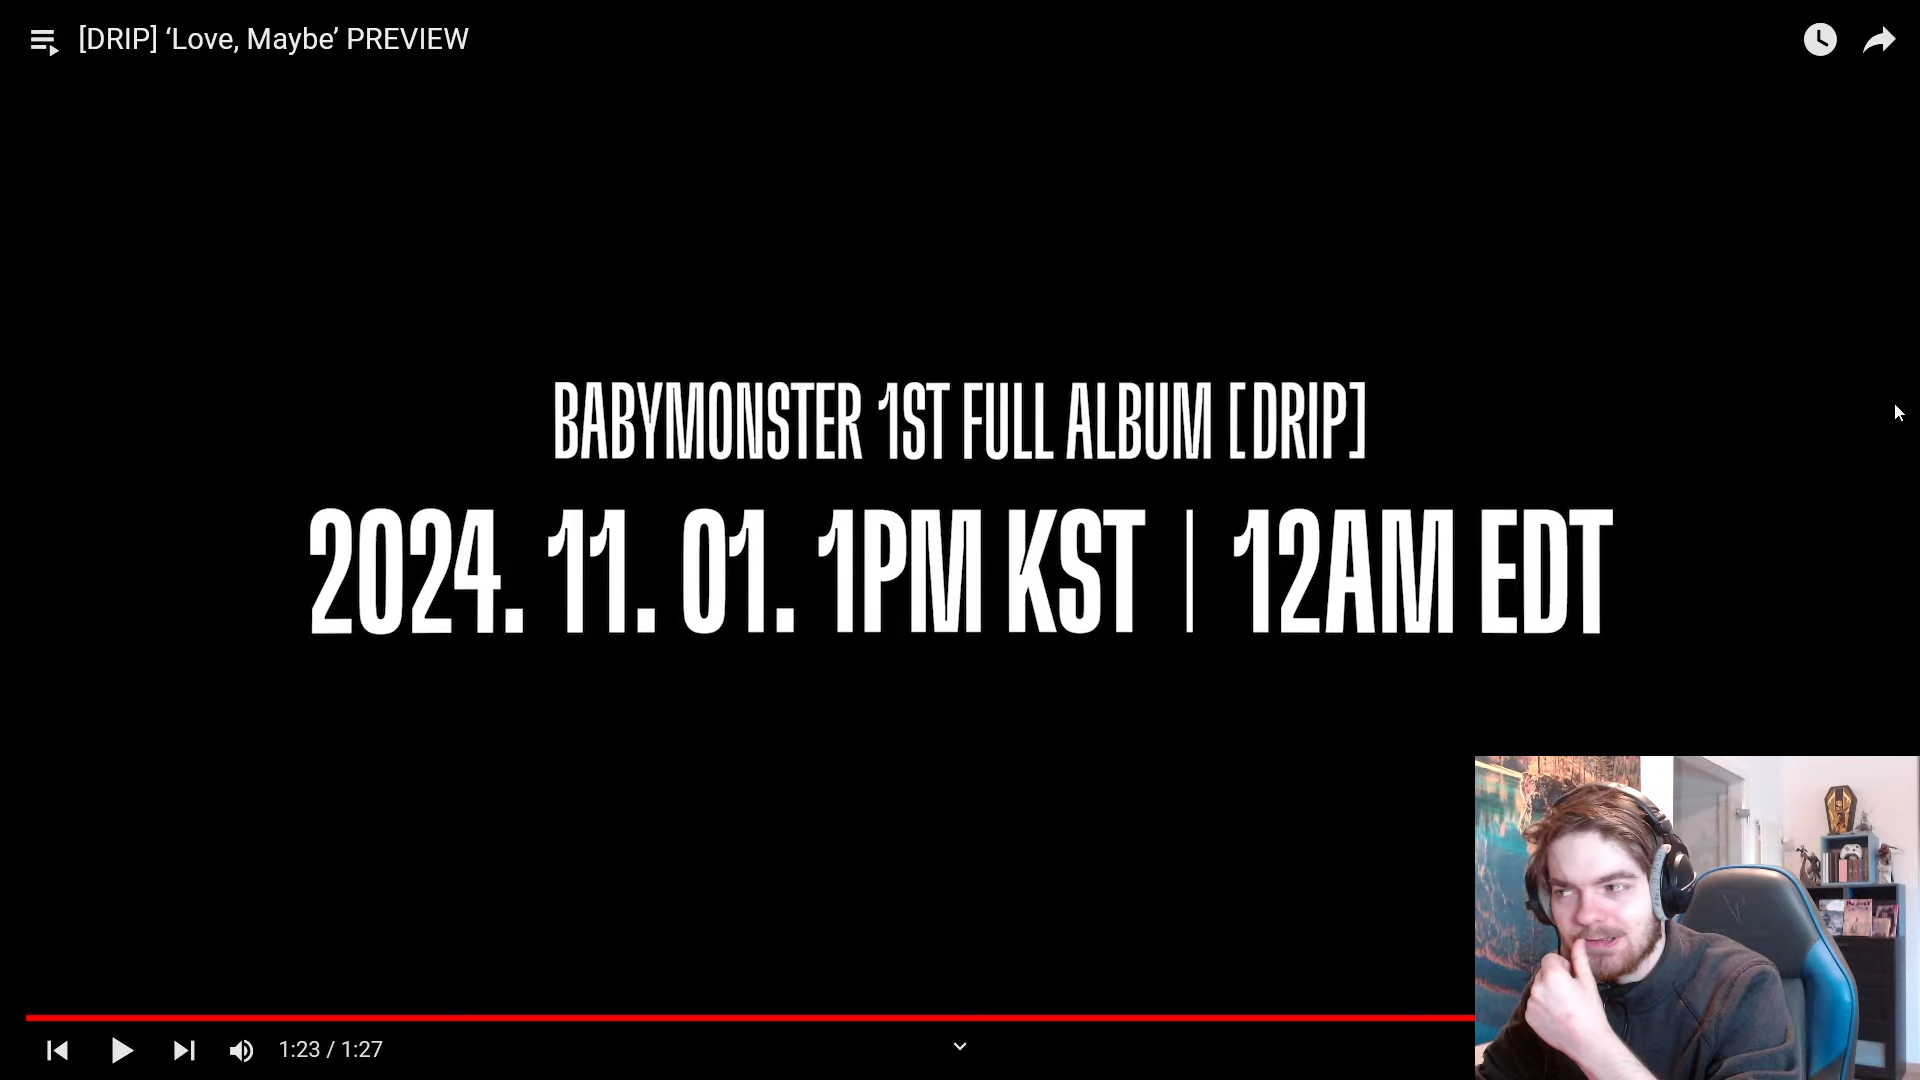 [DRIP] ‘Love, Maybe’ PREVIEW
BABYMONSTER 1ST FULL ALBUM [DRIP]
2024. 11. 01. 1PM KST | 12AM EDT
1:23 / 1:27